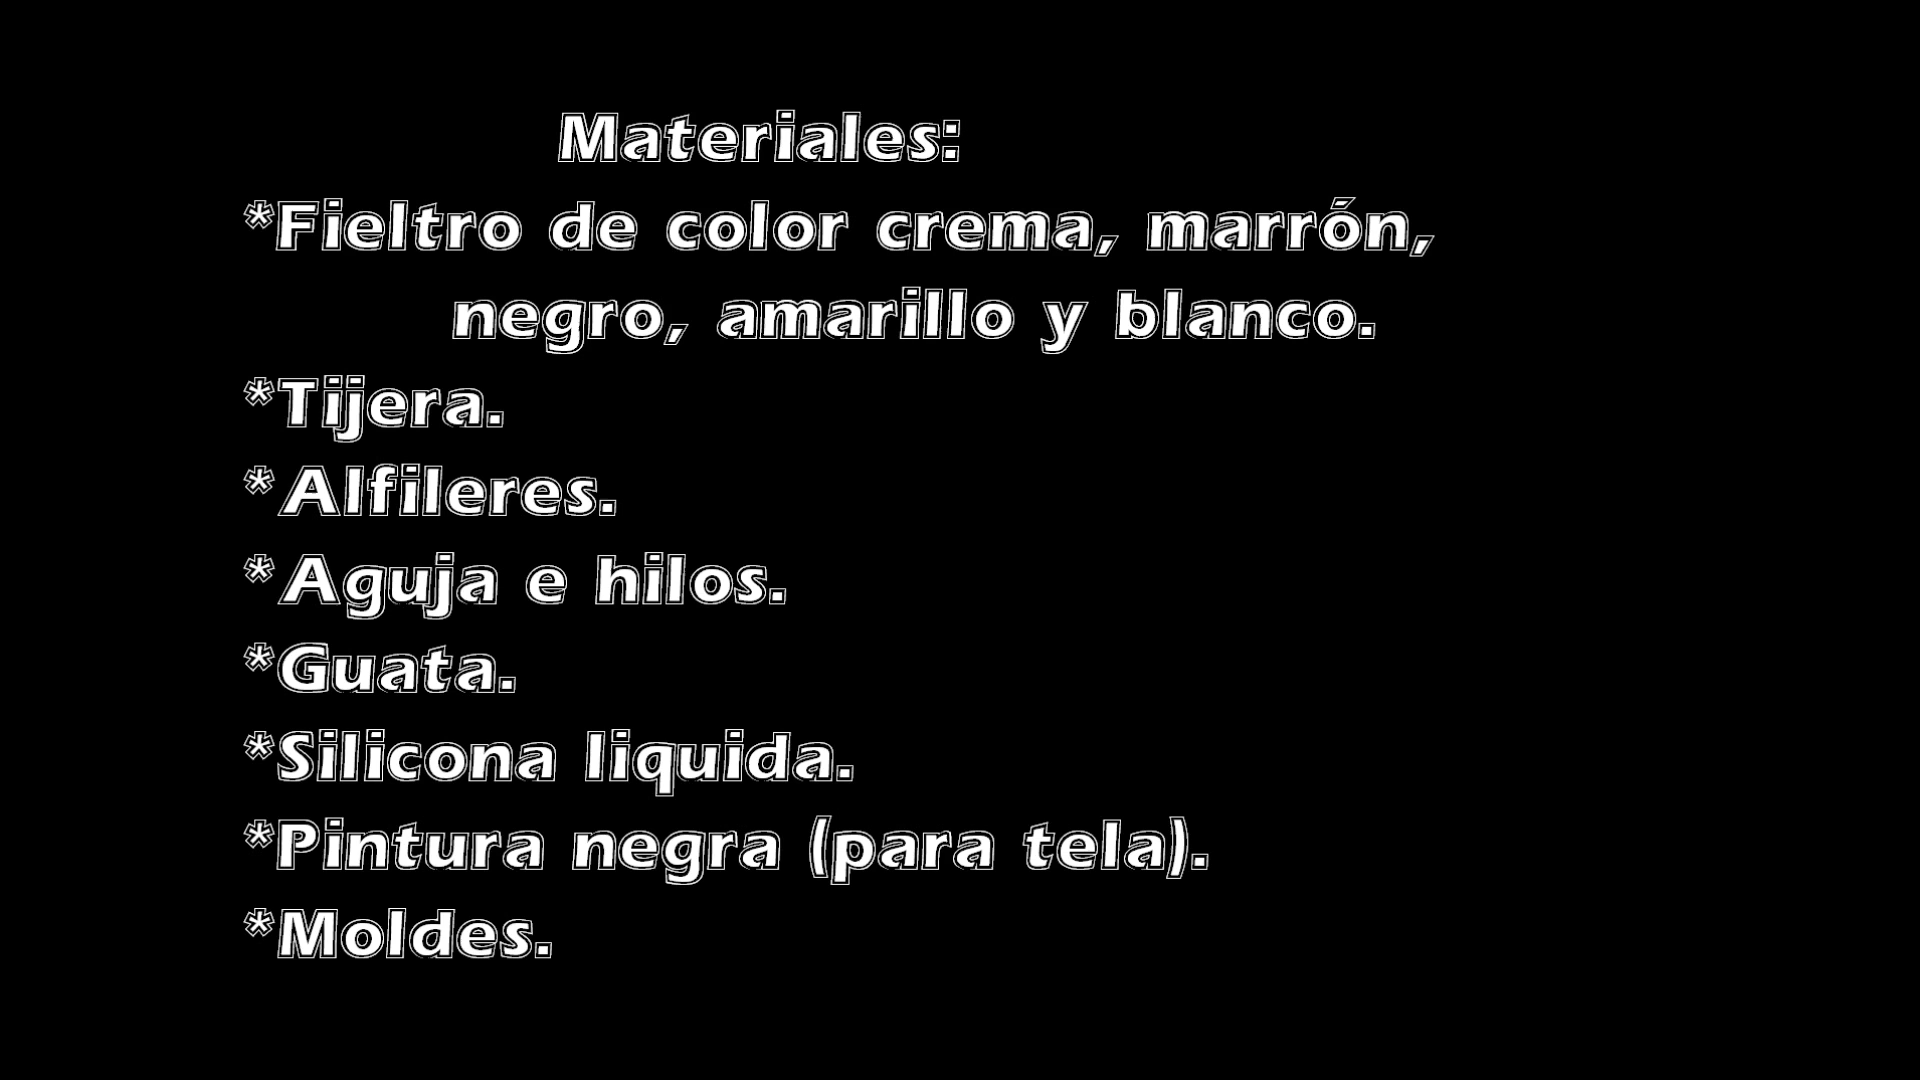 Materiales:
*Fieltro de color crema, marrón,
negro, amarillo y blanco.
*Tijera.
*Alfileres.
*Aguja e hilos.
*Guata.
*Silicona liquida.
*Pintura negra (para tela).
*Moldes.